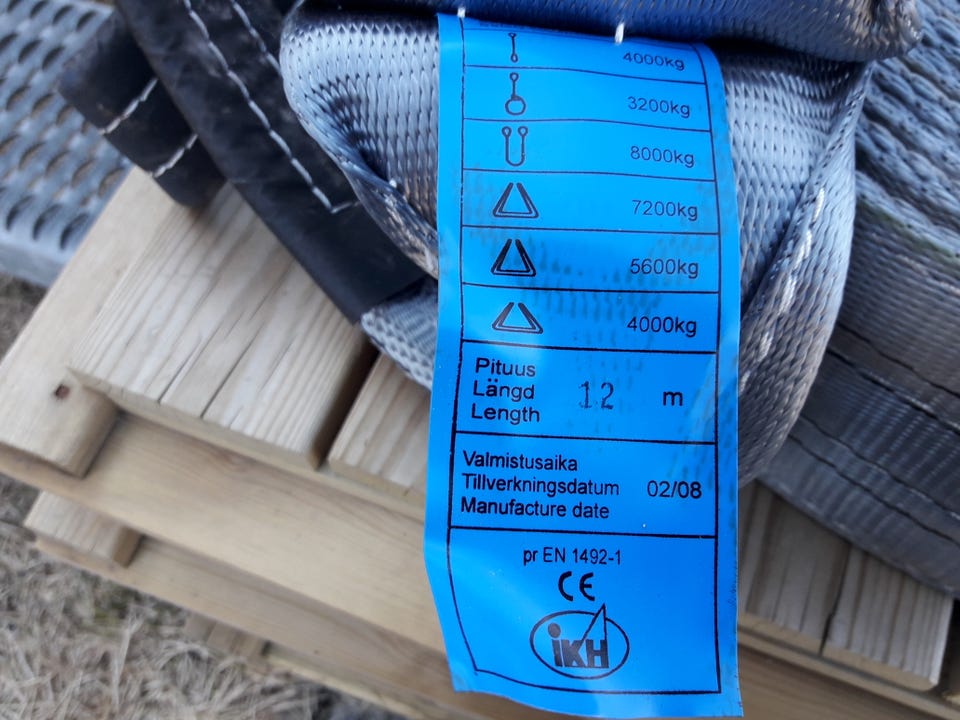 4000kg
3200kg
8000kg
7200kg
5600kg
4000kg
Pituus
Längd
Length
12 m
Valmistusaika
Tillverkningsdatum
Manufacture date
02/08
pr EN 1492-1
CE
iKH